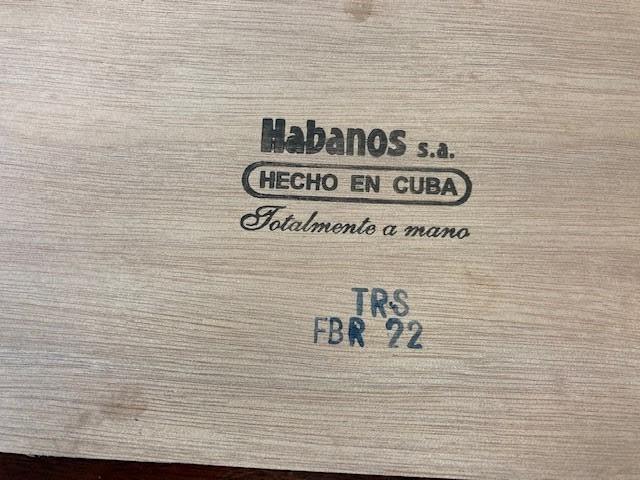 Habanos s.a.
HECHO EN CUBA
Totalmente a mano
TRS
FBR 22